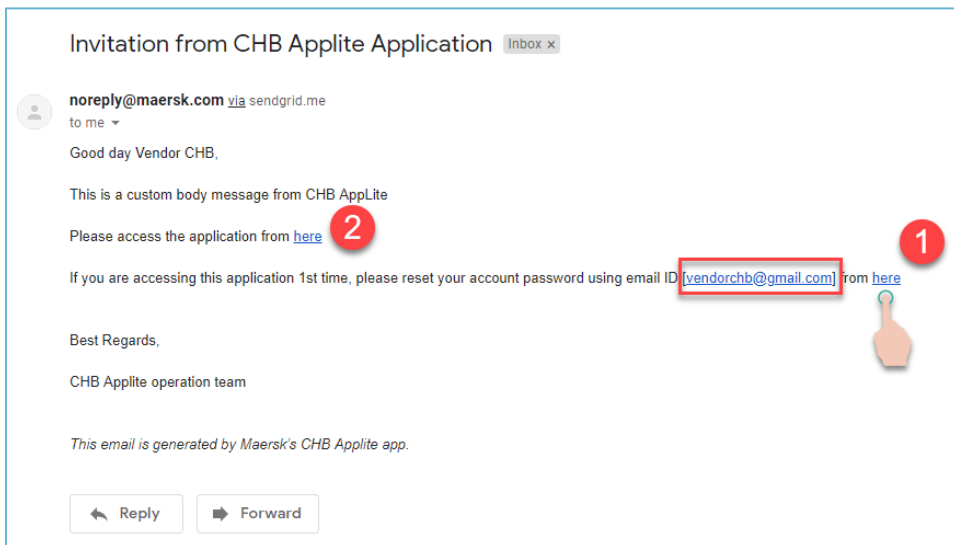 Invitation from CHB Applite Application Inbox x
noreply@maersk.com via sendgrid.me
to me
Good day Vendor CHB,
This is a custom body message from CHB AppLite
Please access the application from here 2
1
If you are accessing this application 1st time, please reset your account password using email ID [vendorchb@gmail.com] from here
Best Regards,
CHB Applite operation team
This email is generated by Maersk's CHB Applite app.
Reply Forward